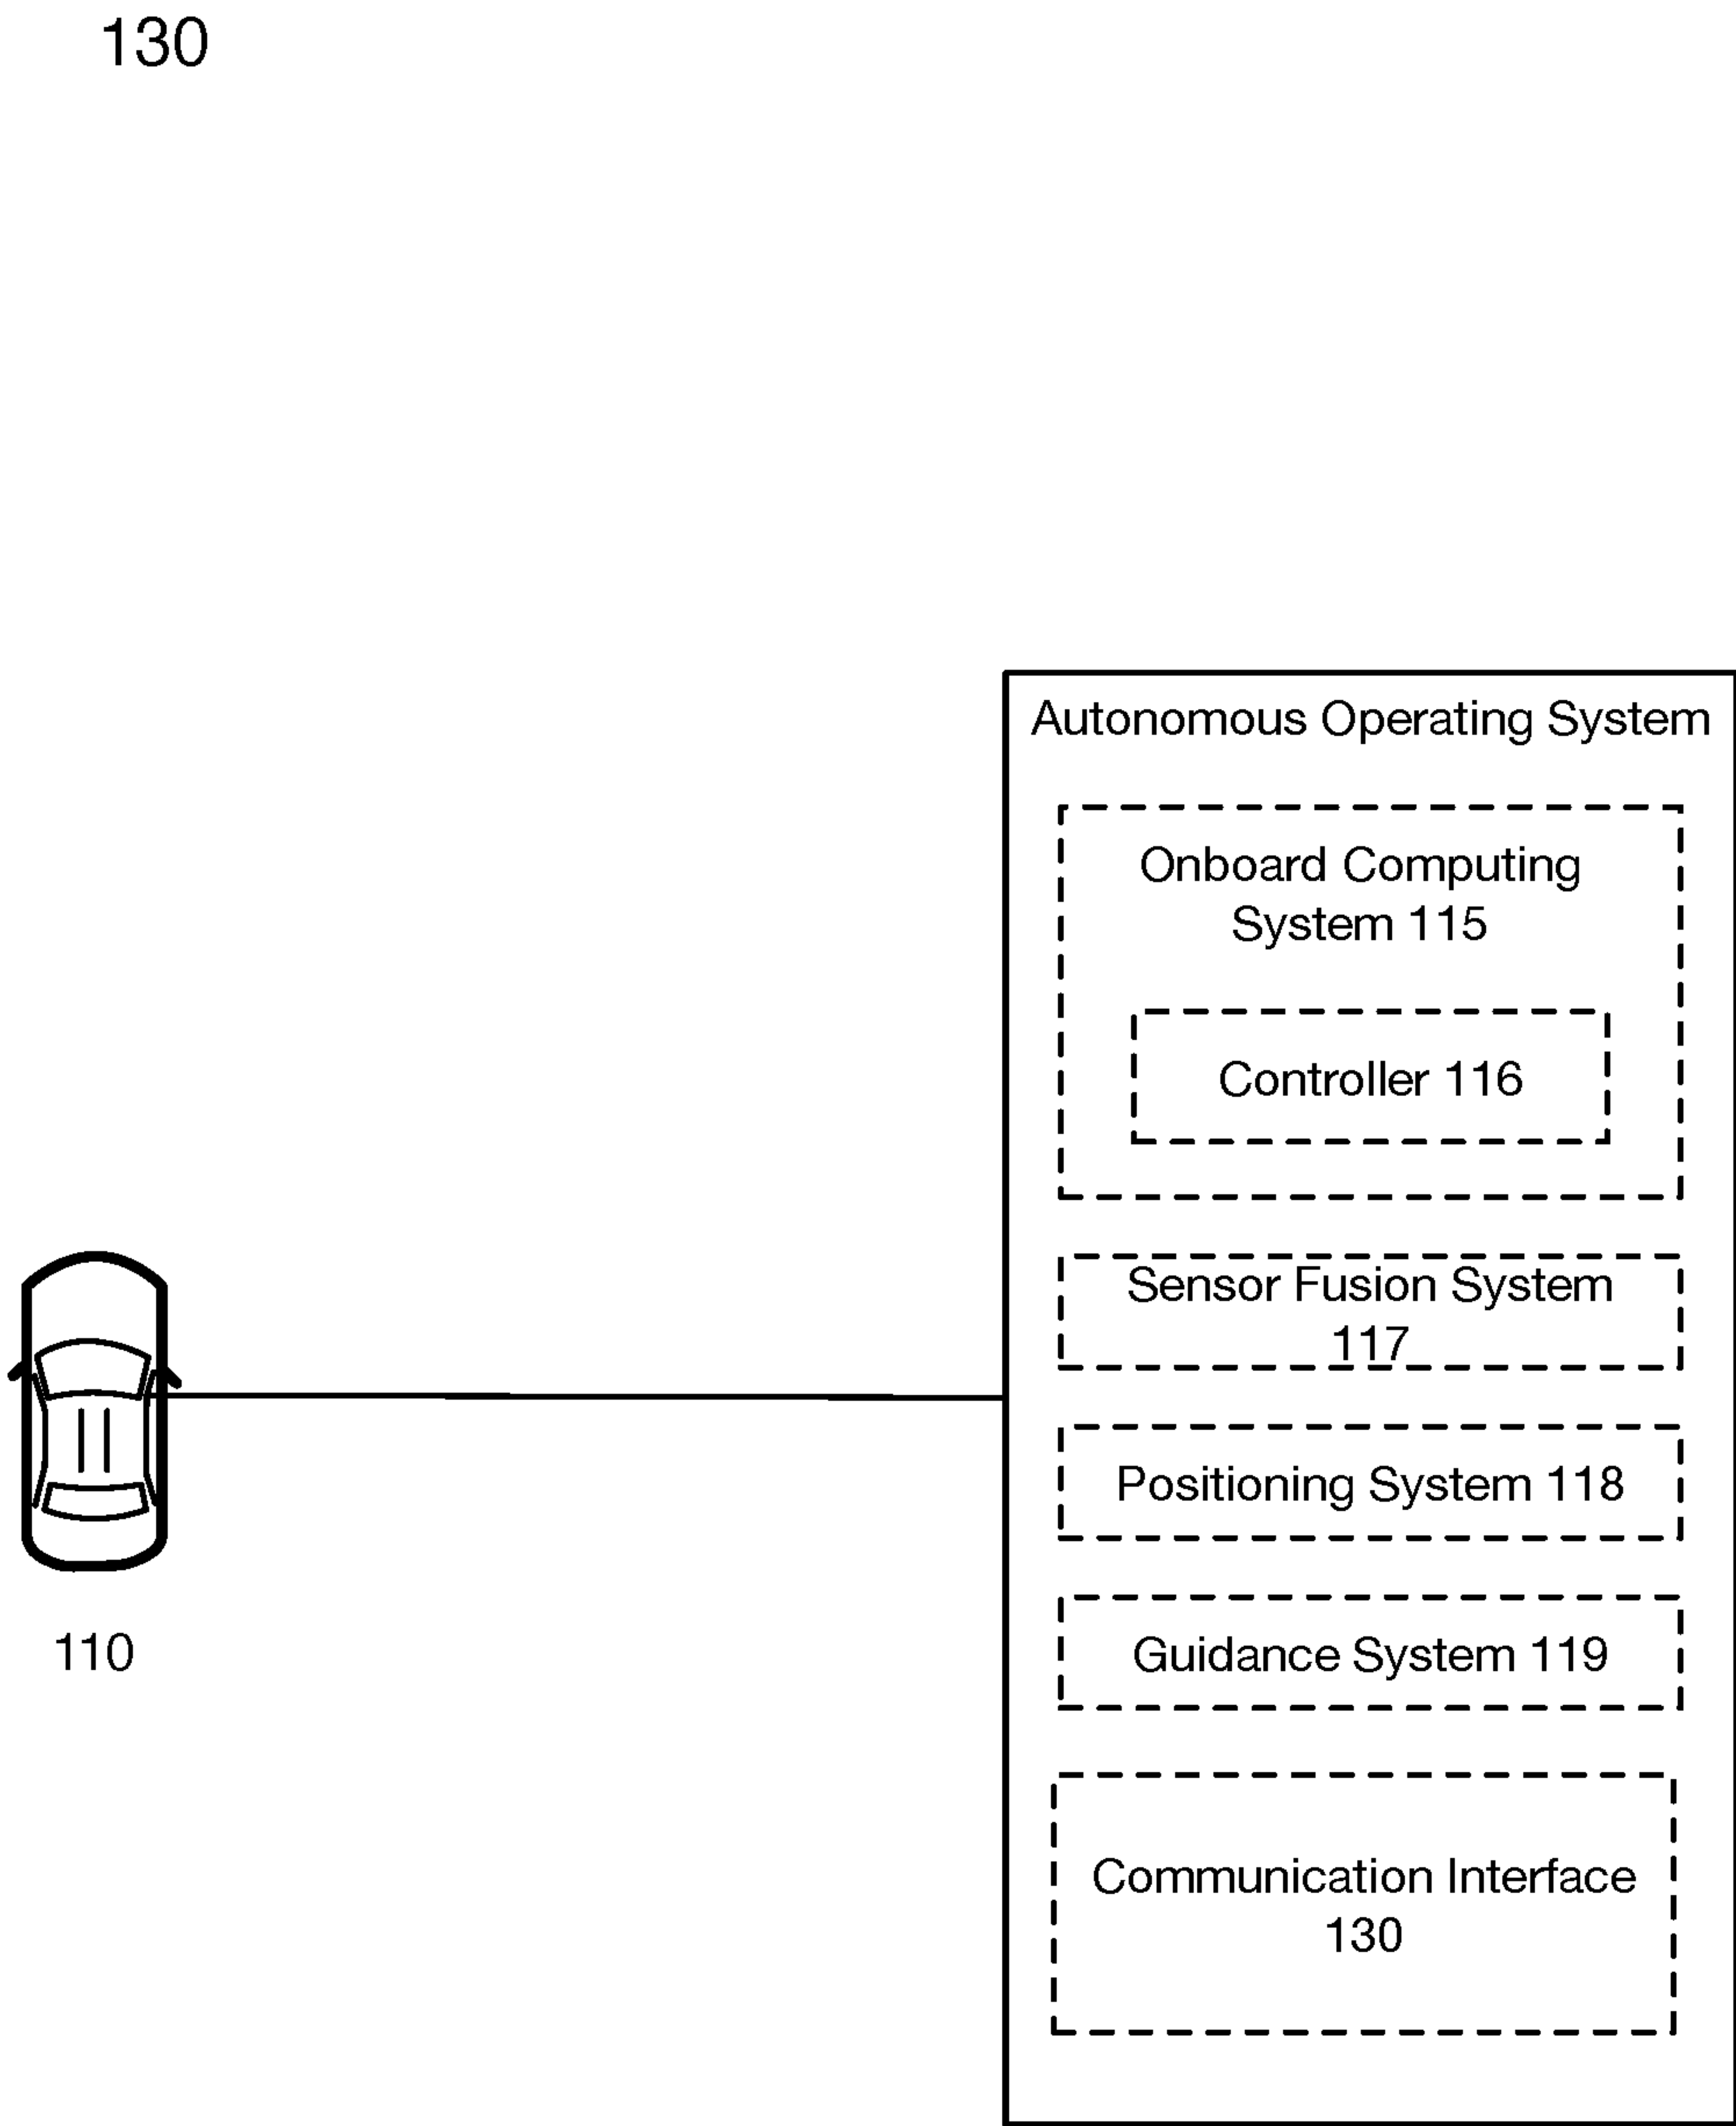 130
Autonomous Operating System
Onboard Computing
System 115
Controller 116
Sensor Fusion System
117
Positioning System 118
110
Guidance System 119
Communication Interface
130